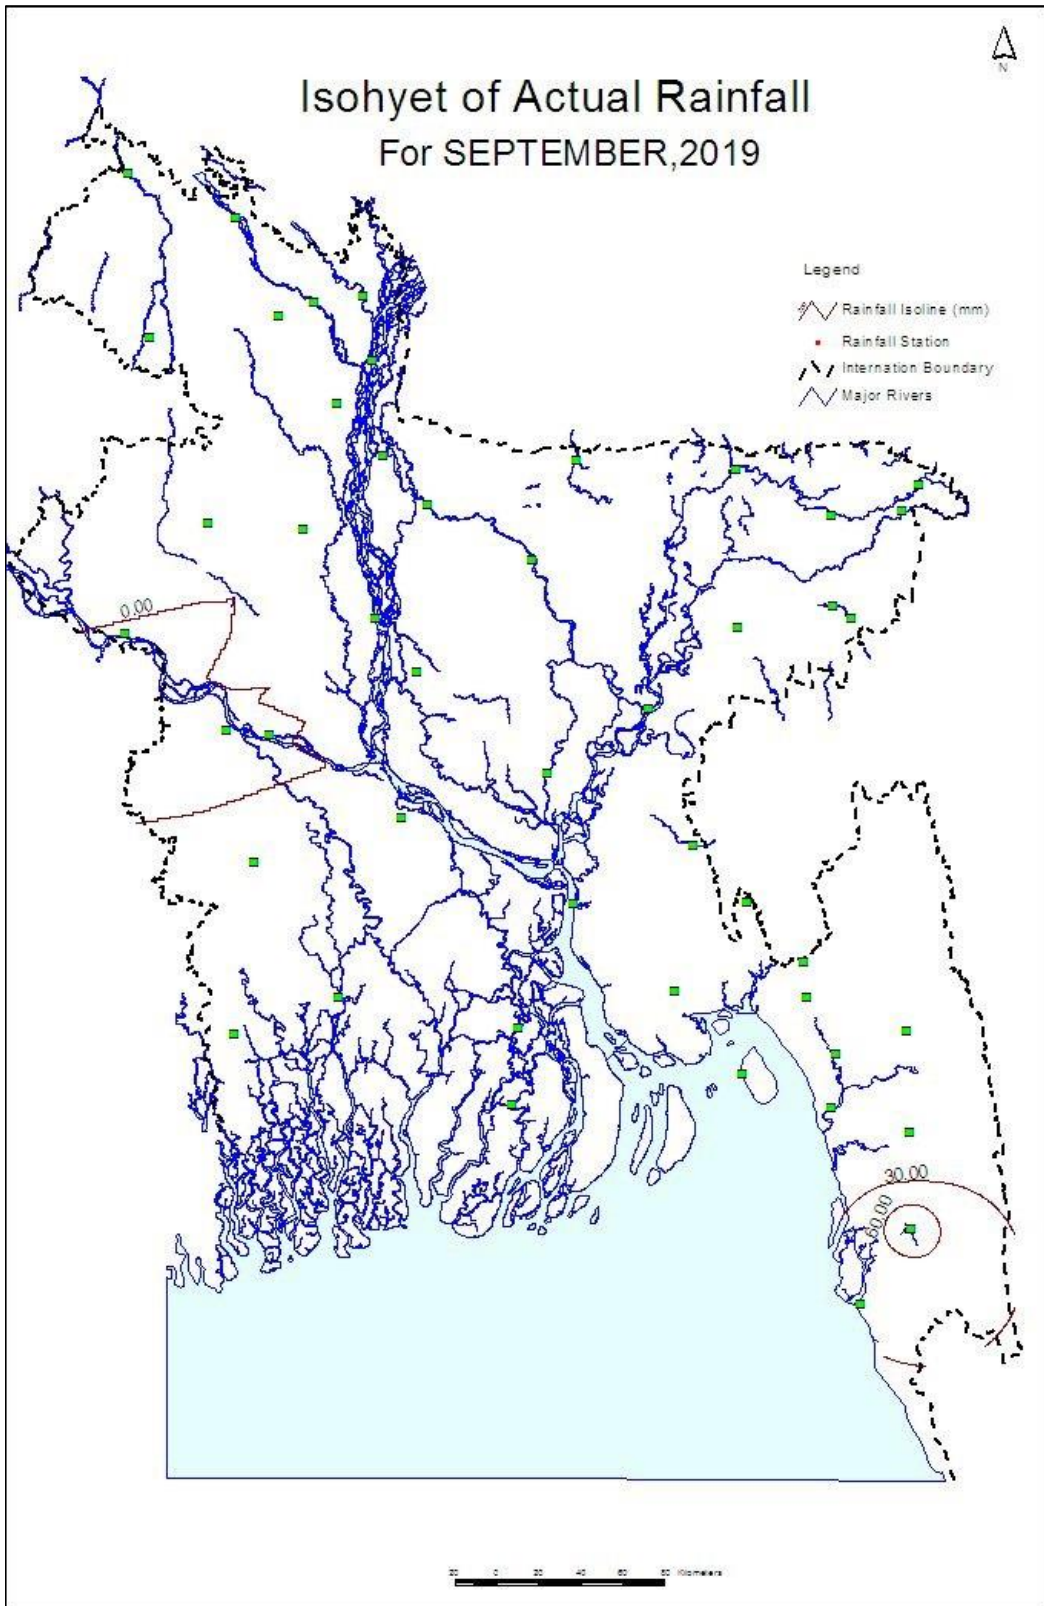 N
Isohyet of Actual Rainfall
For SEPTEMBER,2019
Legend
Rainfall Isoline (mm)
Rainfall Station
Internation Boundary
Major Rivers
0.00
30.00
60.00
20 0 20 40 60 80 Kilometers